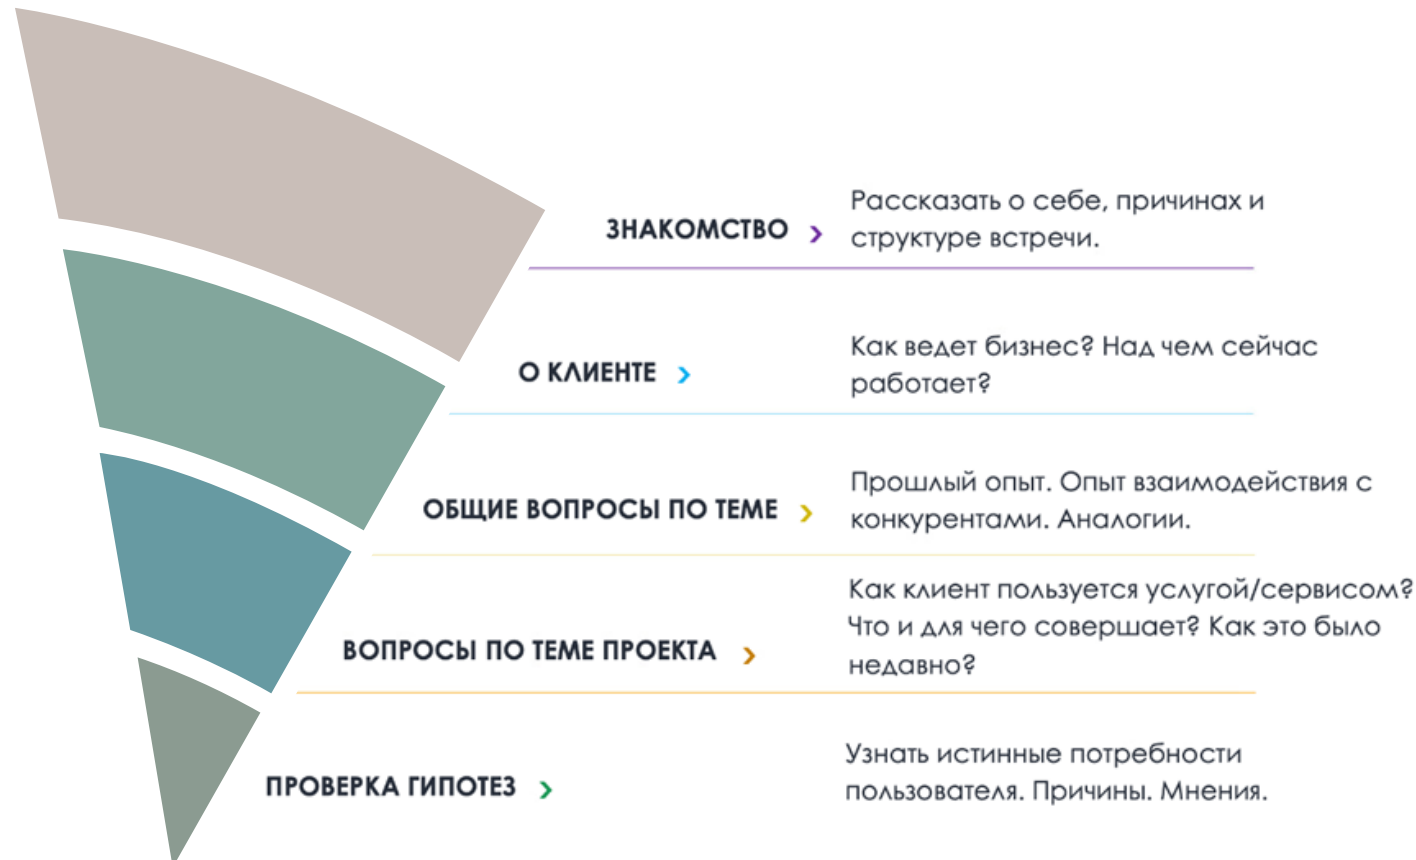 ЗНАКОМСТВО
Рассказать о себе, причинах и
структуре встречи.
О КЛИЕНТЕ
Как ведет бизнес? Над чем сейчас
работает?
ОБЩИЕ ВОПРОСЫ ПО ТЕМЕ
Прошлый опыт. Опыт взаимодействия с
конкурентами. Аналогии.
ВОПРОСЫ ПО ТЕМЕ ПРОЕКТА
Как клиент пользуется услугой/сервисом?
Что и для чего совершает? Как это было
недавно?
ПРОВЕРКА ГИПОТЕЗ
Узнать истинные потребности
пользователя. Причины. Мнения.